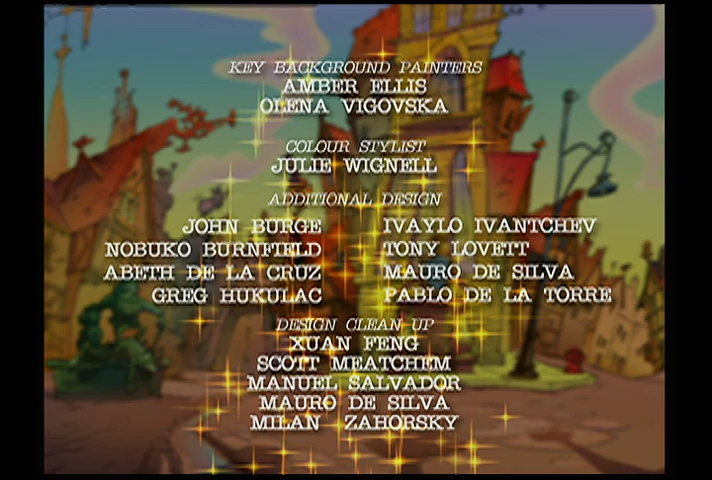 KEY BACKGROUND PAINTERS
AMBER ELLIS
OLENA VIGOVSKA
COLOUR STYLIST
JULIE WIGNELL
ADDITIONAL DESIGN
JOHN BURGE IVAYLO IVANTCHEV
NOBUKO BURNFIELD TONY LOVETT
ABETH DE LA CRUZ MAURO DE SILVA
GREG HUKULAC PABLO DE LA TORRE
DESIGN CLEAN UP
XUAN FENG
SCOTT MEATCHEM
MANUEL SALVADOR
MAURO DE SILVA
MILAN ZAHORSKY